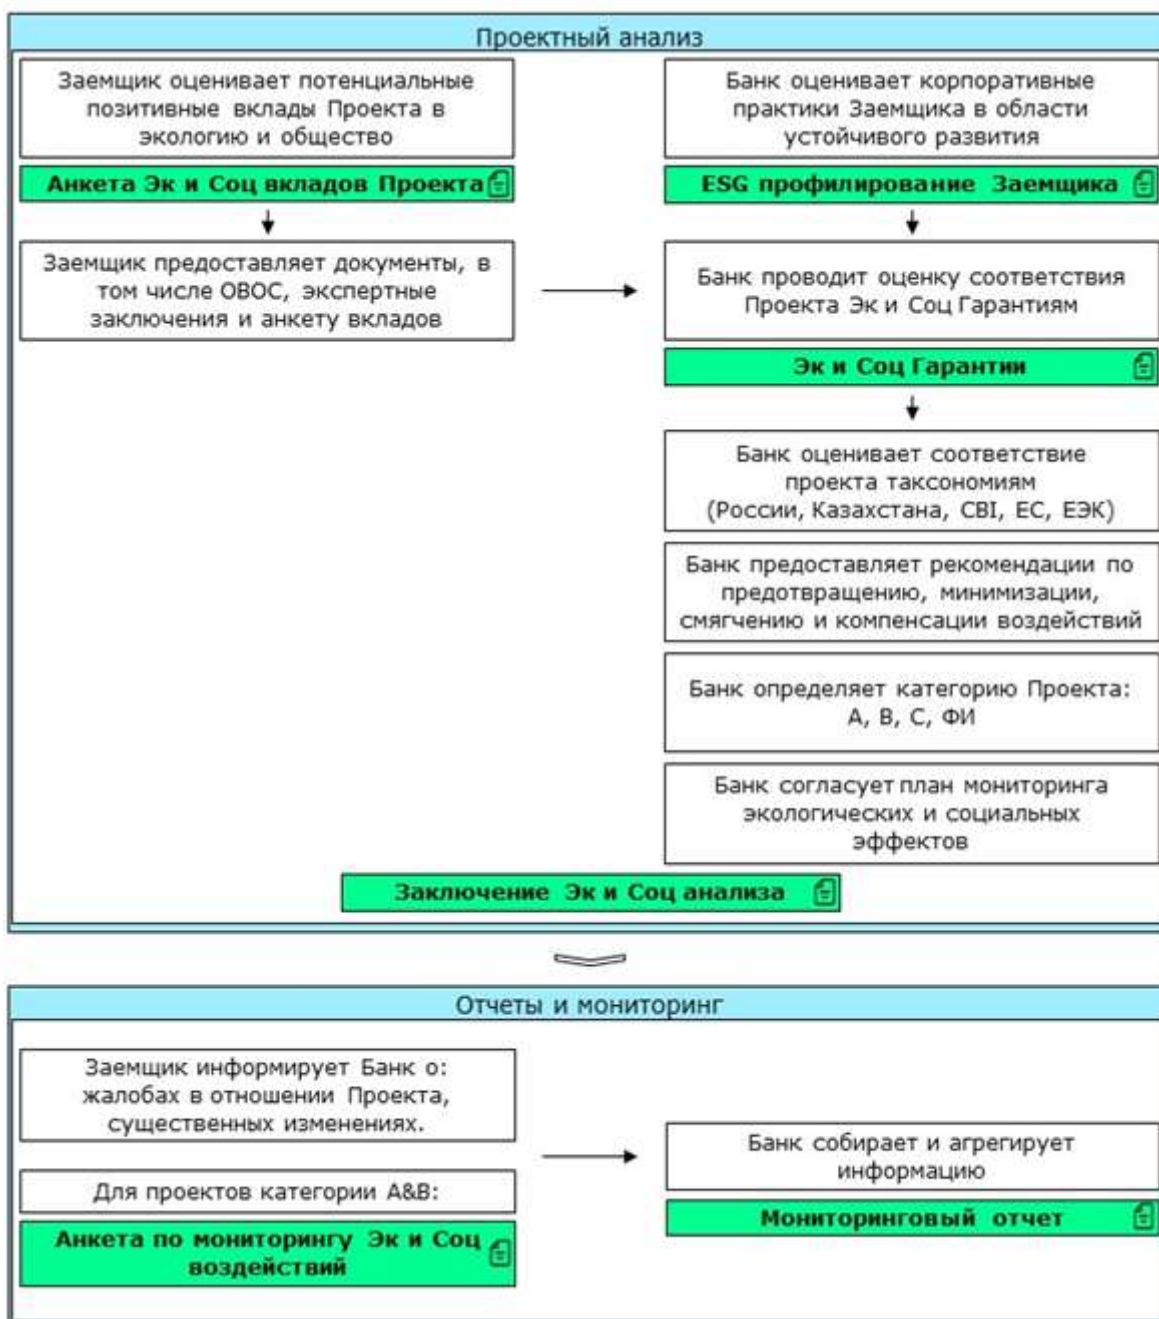 Проектный анализ
Заемщик оценивает потенциальные
позитивные вклады Проекта в
экологию и общество
Анкета Эк и Соц вкладов Проекта
Заемщик предоставляет документы, в
том числе ОВОС, экспертные
заключения и анкету вкладов
Банк оценивает корпоративные
практики Заемщика в области
устойчивого развития
ESG профилирование Заемщика
Банк проводит оценку соответствия
Проекта Эк и Соц Гарантиям
Эк и Соц Гарантии
Банк оценивает соответствие
проекта таксономиям
(России, Казахстана, CBI, ЕС, ЕЭК)
Банк предоставляет рекомендации по
предотвращению, минимизации,
смягчению и компенсации воздействий
Банк определяет категорию Проекта:
А, В, С, ФИ
Банк согласует план мониторинга
экологических и социальных
эффектов
Заключение Эк и Соц анализа
Отчеты и мониторинг
Заемщик информирует Банк о:
жалобах в отношении Проекта,
существенных изменениях.
Для проектов категории А&В:
Анкета по мониторингу Эк и Соц
воздействий
Банк собирает и агрегирует
информацию
Мониторинговый отчет